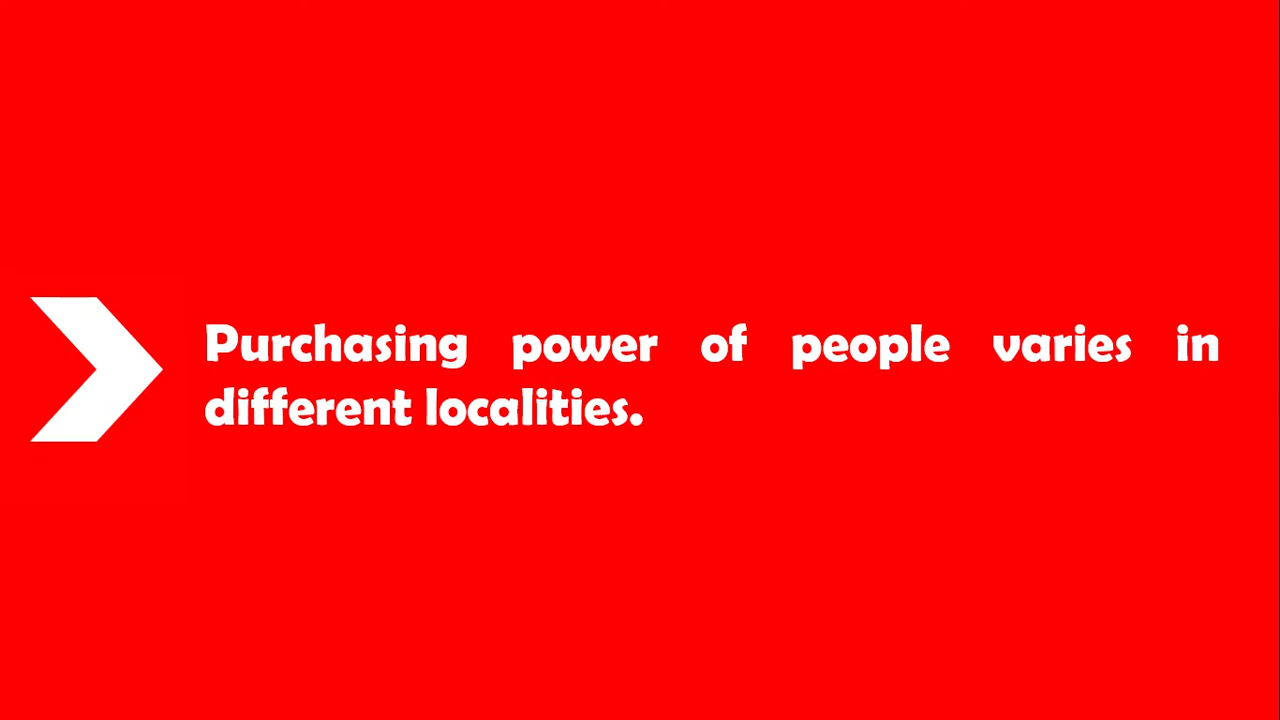 Purchasing power of people varies in
different localities.